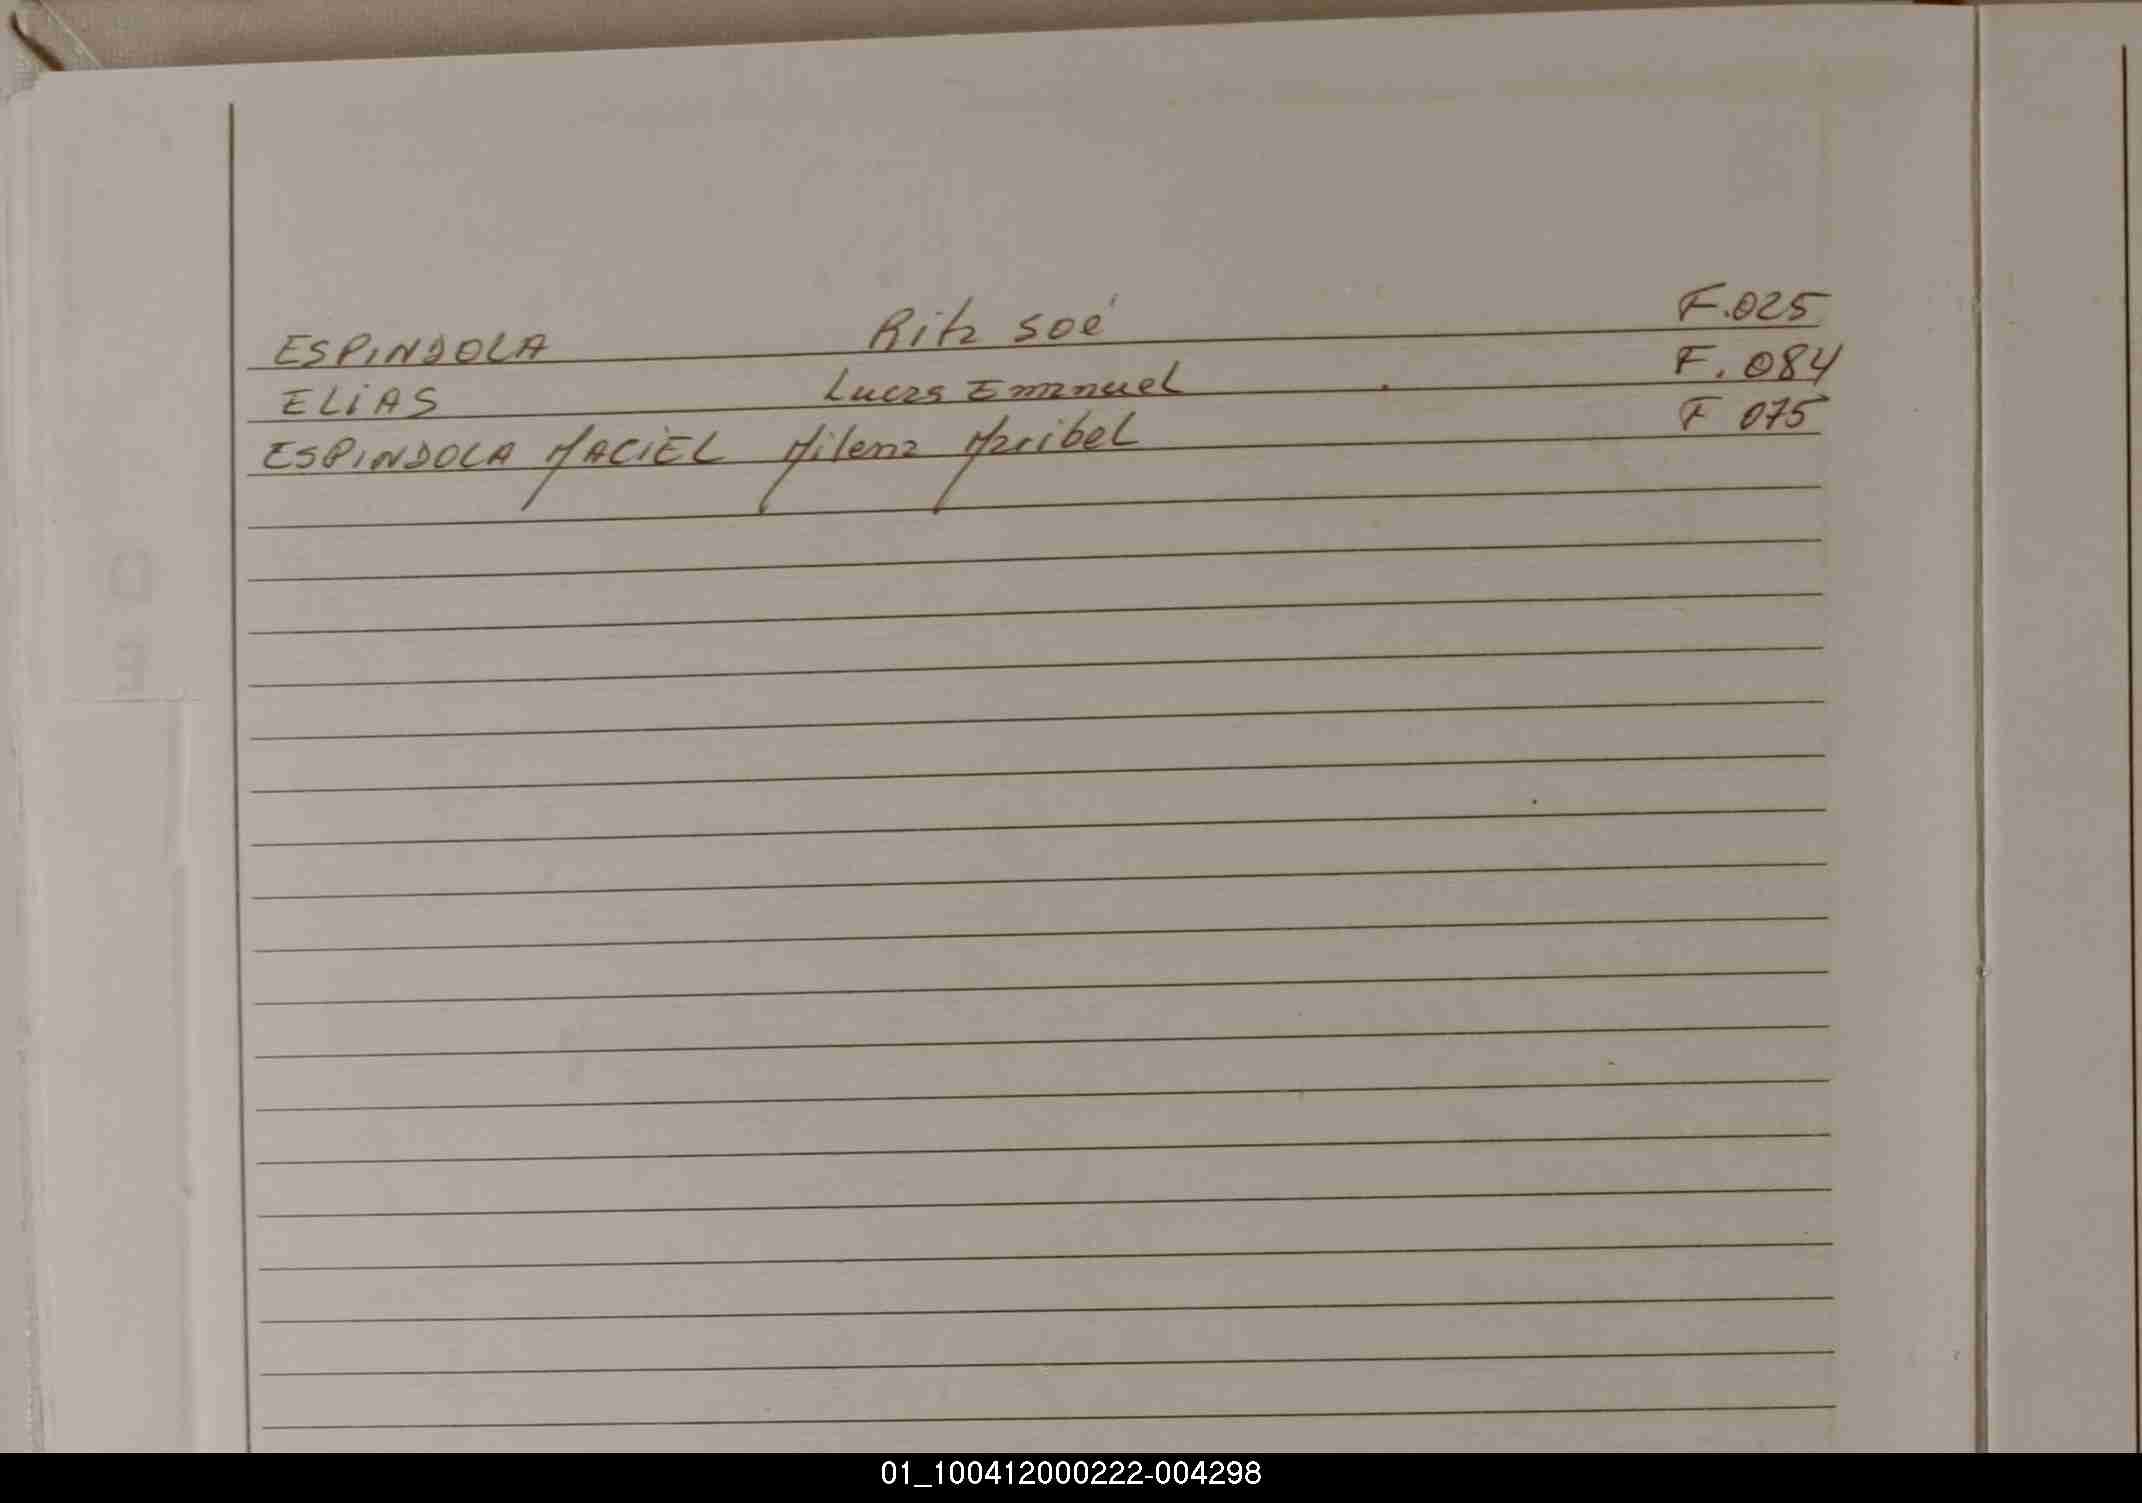 ESPINDOLA Rita Soé F.025
ELIAS Lucas Emanuel F. 084
ESPINDOLA MACIEL Milena Maribel F 075
01_100412000222-004298